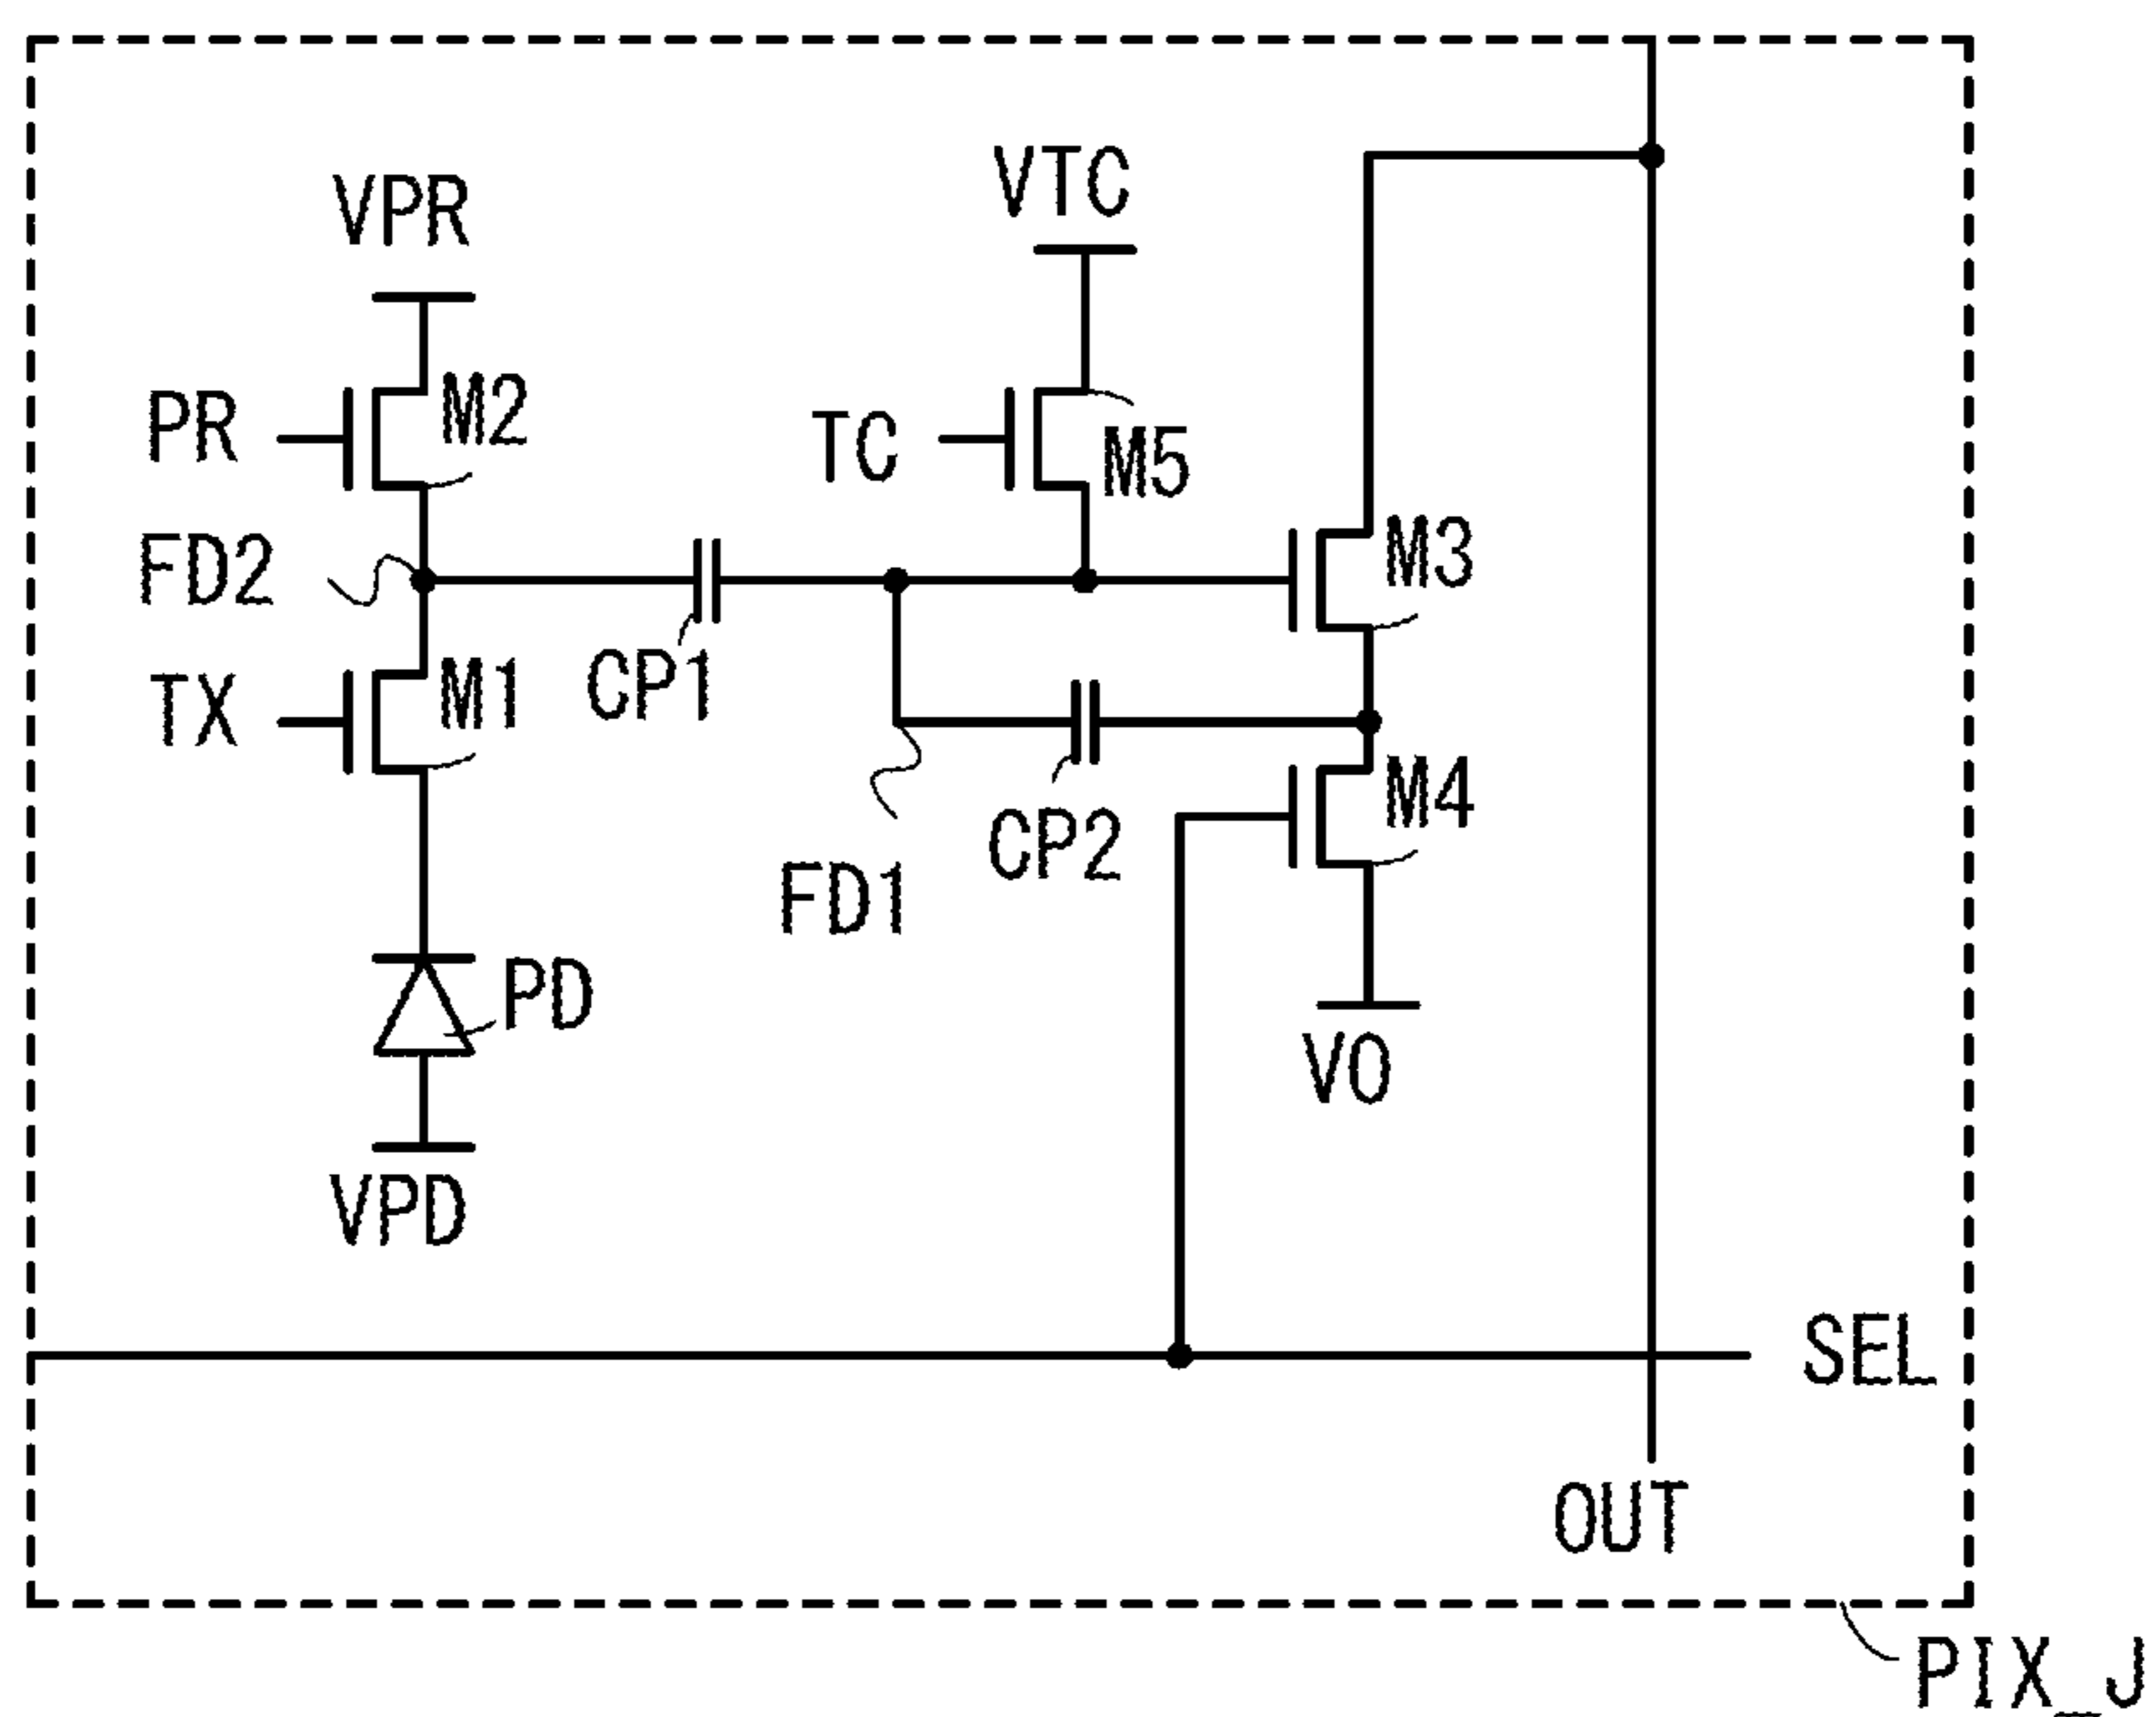 VPR
VTC
PR
M2
TC
M5
FD2
M3
TX
M1
CP1
M4
CP2
FD1
PD
VO
VPD
SEL
OUT
PIX_J